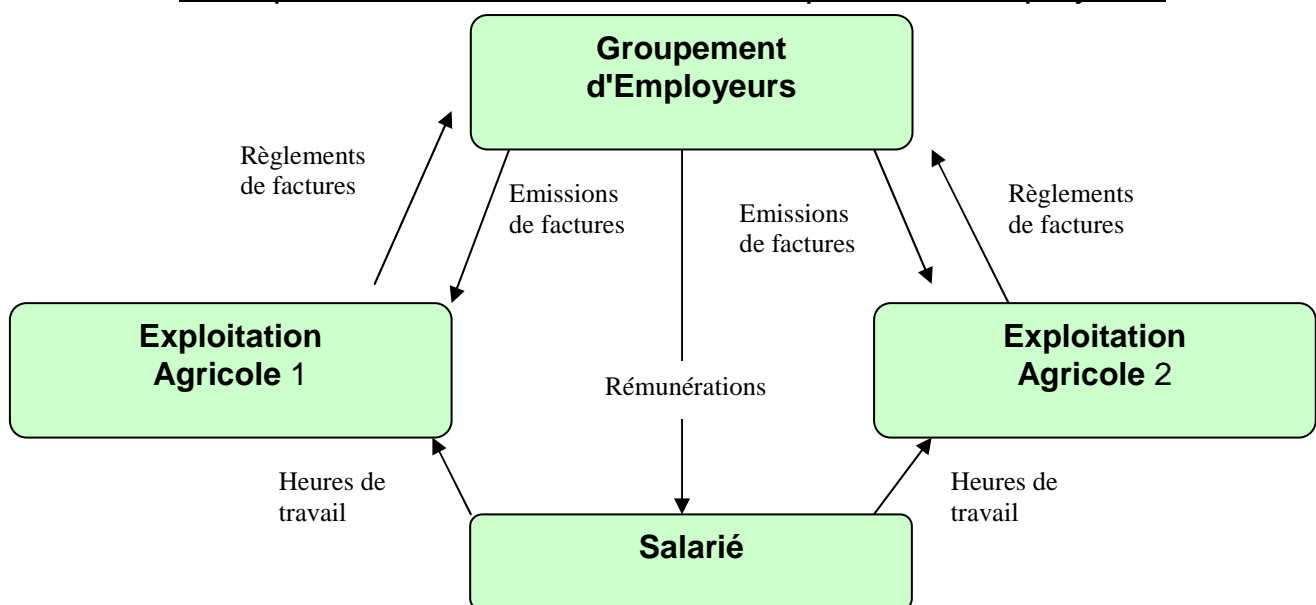 Groupement
d'Employeurs
Règlements
de factures
Emissions
de factures
Emissions
de factures
Règlements
de factures
Exploitation
Agricole 1
Exploitation
Agricole 2
Rémunérations
Heures de
travail
Heures de
travail
Salarié